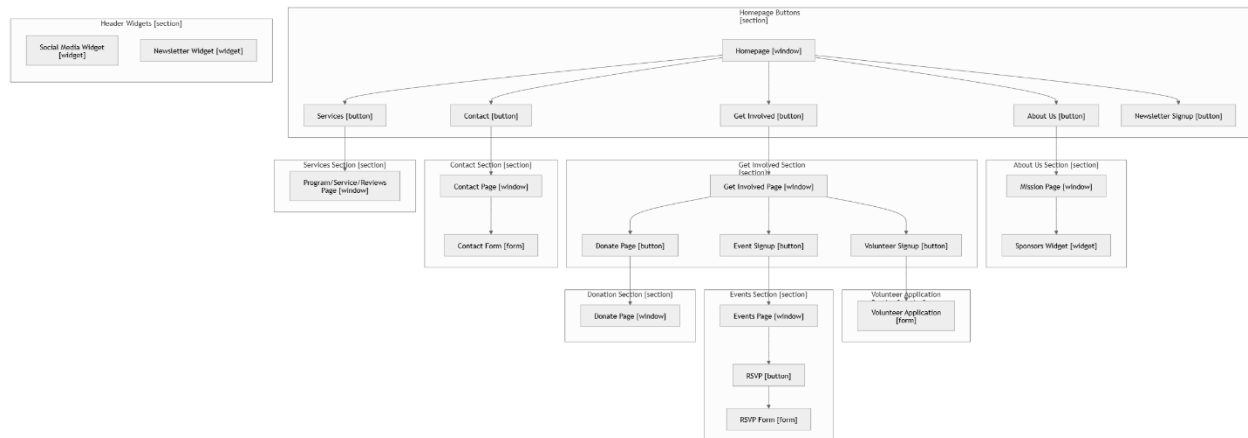 Header Widgets [section]
Social Media Widget
[widget]
Newsletter Widget [widget]
Homepage Buttons
[section]
Homepage [window]
Services [button]
Contact [button]
Get Involved [button]
About Us [button]
Newsletter Signup [button]
Services Section [section]
Program/Service/Reviews
Page [window]
Contact Section [section]
Contact Page [window]
Contact Form [form]
Get Involved Section
[section]
Get Involved Page [window]
Donate Page [button]
Event Signup [button]
Volunteer Signup [button]
About Us Section [section]
Mission Page [window]
Sponsors Widget [widget]
Donation Section [section]
Donate Page [window]
Events Section [section]
Events Page [window]
RSVP [button]
RSVP Form [form]
Volunteer Application
Volunteer Application
[form]